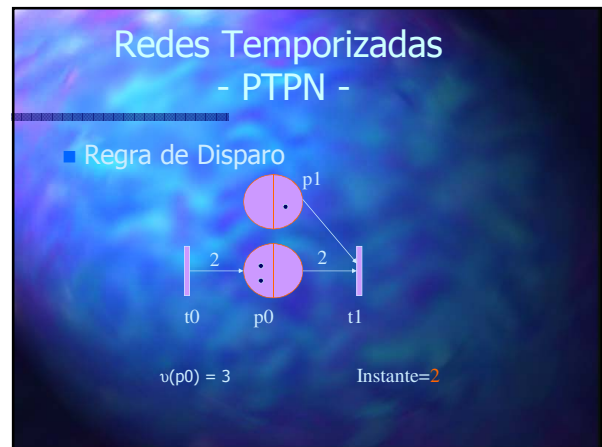 Redes Temporizadas
- PTPN -
Regra de Disparo
p1
2
2
t0
p0
t1
υ(p0) = 3
Instante=2